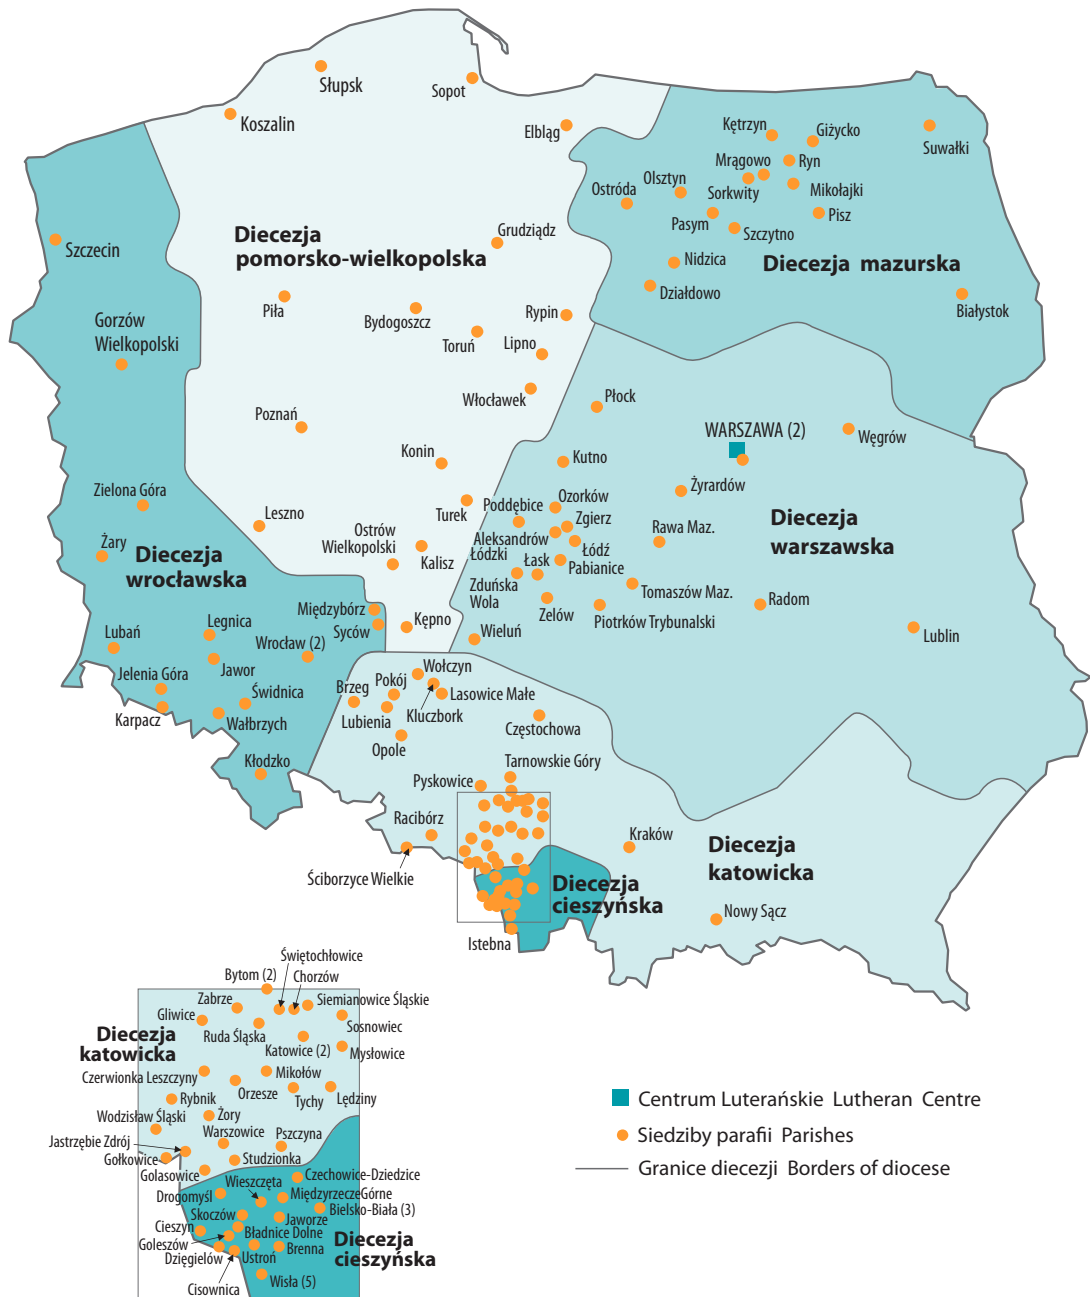 Słupsk
Sopot
Koszalin
Elbląg
Kętrzyn
Giżycko
Suwałki
Mrągowo
Ryn
Olsztyn
Ostróda
Sorkwity
Mikołajki
Pasym
Pisz
Szczytno
Szczecin
Grudziądz
Diecezja
pomorsko-wielkopolska
Nidzica
Diecezja mazurska
Działdowo
Białystok
Piła
Bydogoszcz
Rypin
Toruń
Lipno
Gorzów
Wielkopolski
Włocławek
Płock
Poznań
WARSZAWA (2)
Węgrów
Konin
Kutno
Żyrardów
Zielona Góra
Leszno
Turek
Poddębice
Ozorków
Zgierz
Diecezja
warszawska
Rawa Maz.
Ostrów
Wielkopolski
Aleksandrów
Łódzki
Łódź
Żary
Diecezja
wrocławska
Kalisz
Łask
Pabianice
Zduńska
Wola
Tomaszów Maz.
Radom
Międzybórz
Zelów
Piotrków Trybunalski
Legnica
Syców
Kępno
Lublin
Lubań
Wrocław (2)
Wieluń
Jelenia Góra
Jawor
Wołczyn
Brzeg
Pokój
Lasowice Małe
Świdnica
Karpacz
Wałbrzych
Lubienia
Kluczbork
Częstochowa
Opole
Kłodzko
Tarnowskie Góry
Pyskowice
Racibórz
Kraków
Diecezja
katowicka
Ściborzyce Wielkie
Diecezja
cieszyńska
Nowy Sącz
Istebna
Świętochłowice
Bytom (2)
Chorzów
Zabrze
Siemianowice Śląskie
Gliwice
Sosnowiec
Ruda Śląska
Diecezja
katowicka
Katowice (2)
Mysłowice
Czerwionka Leszczyny
Mikołów
Orzesze
Tychy
Lędziny
Rybnik
Wodzisław Śląski
Żory
Warszowice
Pszczyna
Jastrzębie Zdrój
Gołkowice
Studzionka
Golasowice
Wieszczęta
Czechowice-Dziedzice
Drogomyśl
MiędzyrzeczeGórne
Bielsko-Biała (3)
Skoczów
Jaworze
Cieszyn
Bładnice Dolne
Goleszów
Diecezja
cieszyńska
Dzięgielów
Ustroń
Brenna
Cisownica
Wisła (5)
Centrum Luterańskie Lutheran Centre
Siedziby parafii Parishes
Granice diecezji Borders of diocese